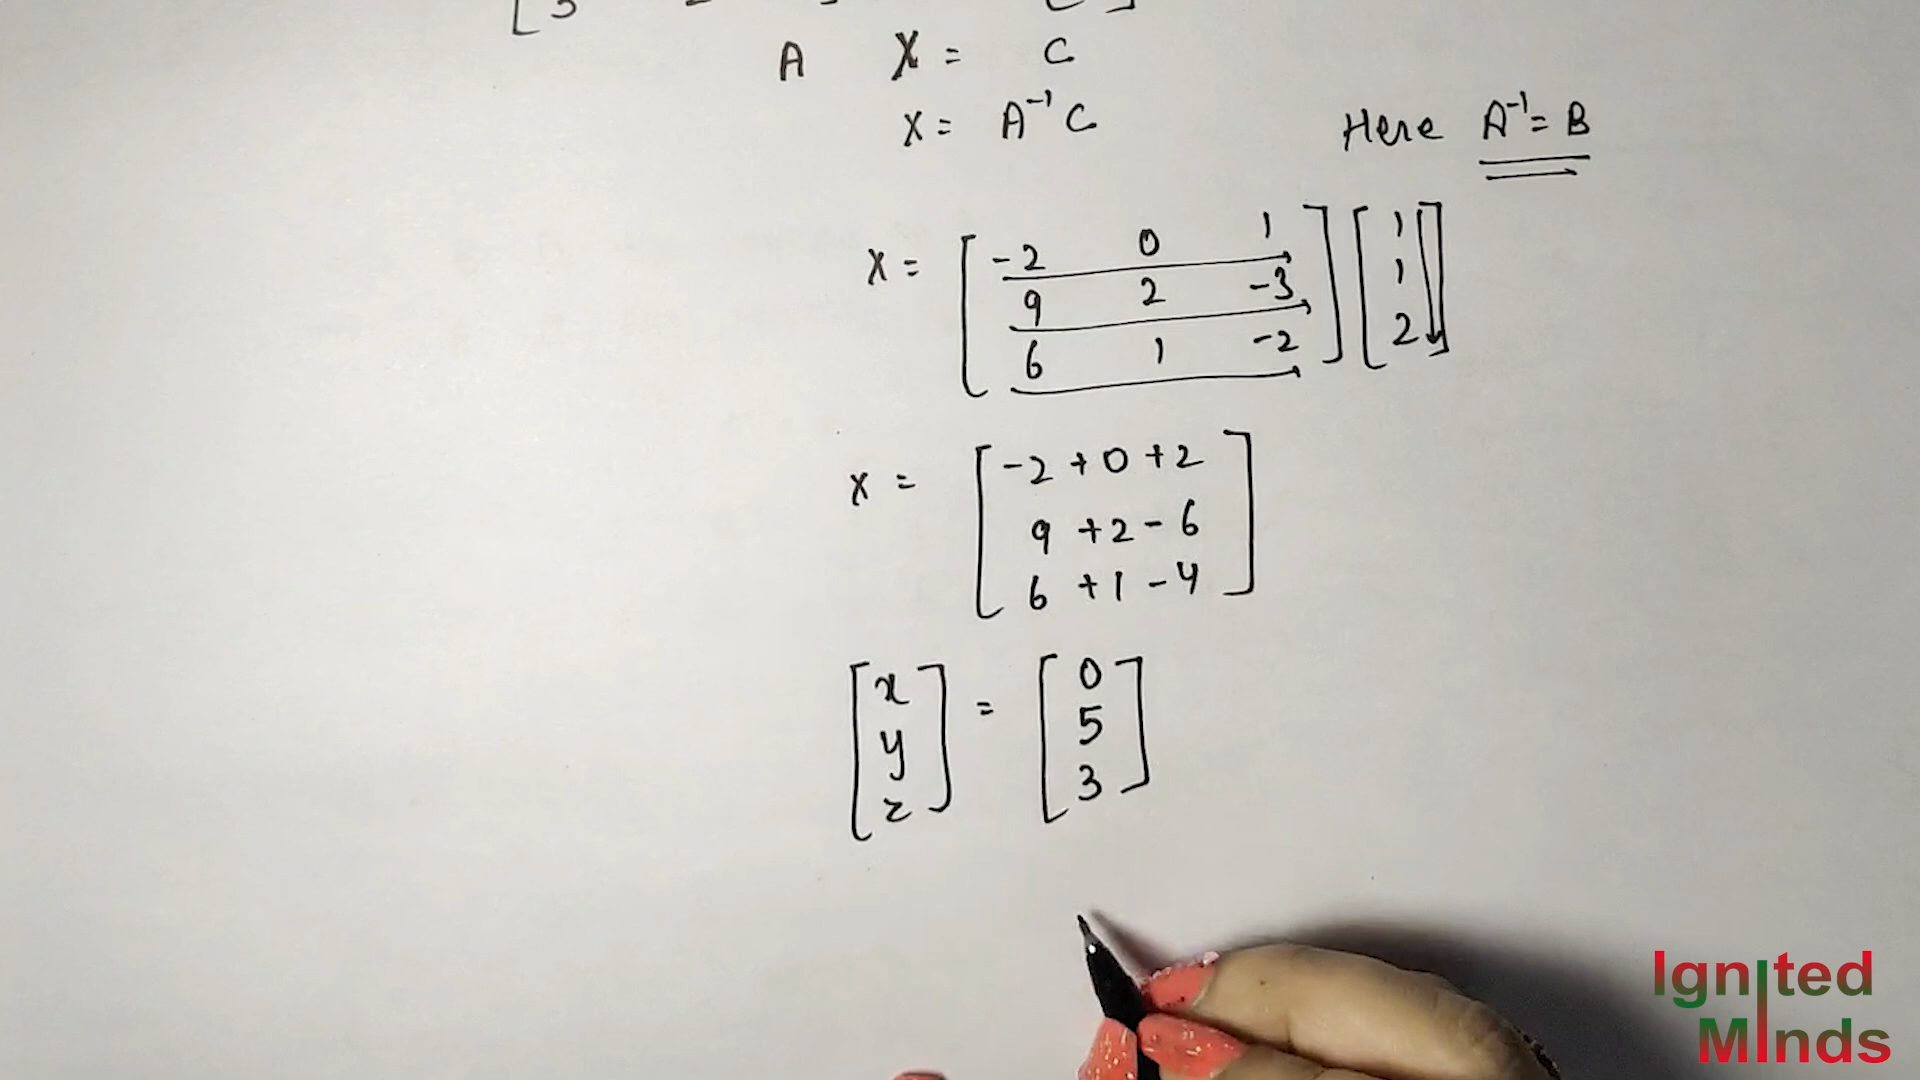 [ 3
A X = C
X = A⁻¹ C Here A⁻¹ = B
X = [ -2 0 1 ] [ 1 ]
9 2 -3 1
6 1 -2 2
X = [ -2 + 0 + 2 ]
9 + 2 - 6
6 + 1 - 4
[ x ] = [ 0 ]
y 5
z 3
Ignited
Minds